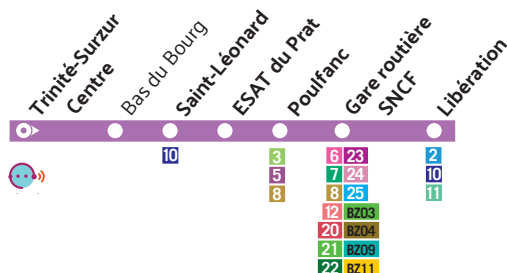 Trinité-Surzur
Centre
Bas du Bourg
Saint-Léonard
ESAT du Prat
Poulfanc
Gare routière
SNCF
Libération
10
3
5
8
6 23
7 24
8 25
12 BZ03
20 BZ04
21 BZ09
22 BZ11
2
10
11